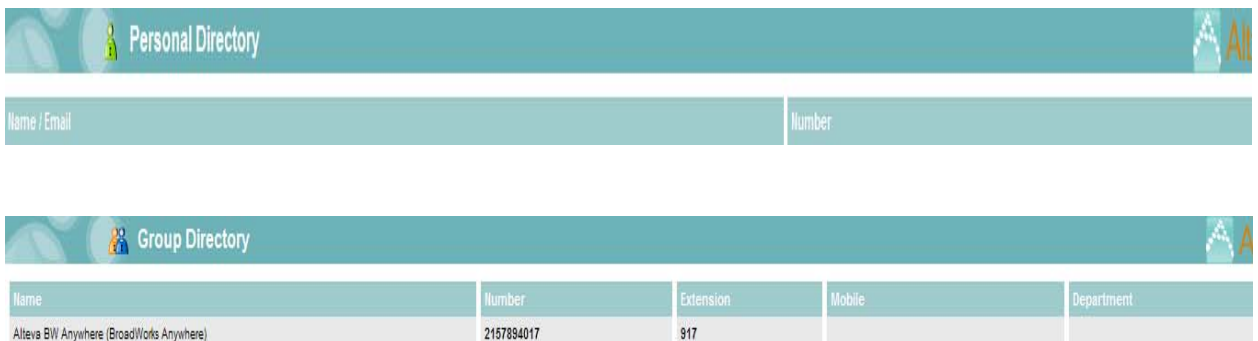 Personal Directory Alt
Name / Email Number
Group Directory A
Name Number Extension Mobile Department
Alteva BW Anywhere (BroadWorks Anywhere) 2157894017 917